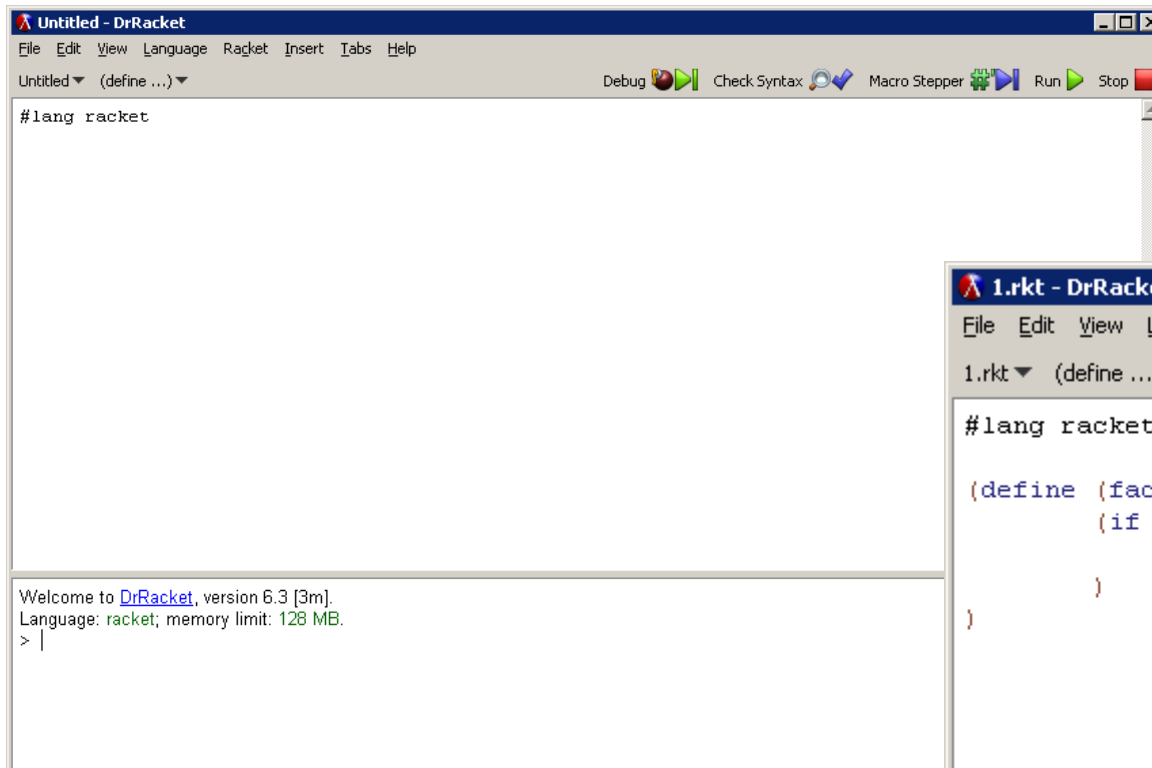 Untitled - DrRacket
File Edit View Language Racket Insert Tabs Help
Untitled (define ...) Debug Check Syntax Macro Stepper Run Stop
#lang racket
Welcome to DrRacket, version 6.3 [3m].
Language: racket; memory limit: 128 MB.
>
1.rkt - DrRacke
File Edit View
1.rkt (define ...
#lang racket
(define (fac
(if
)
)